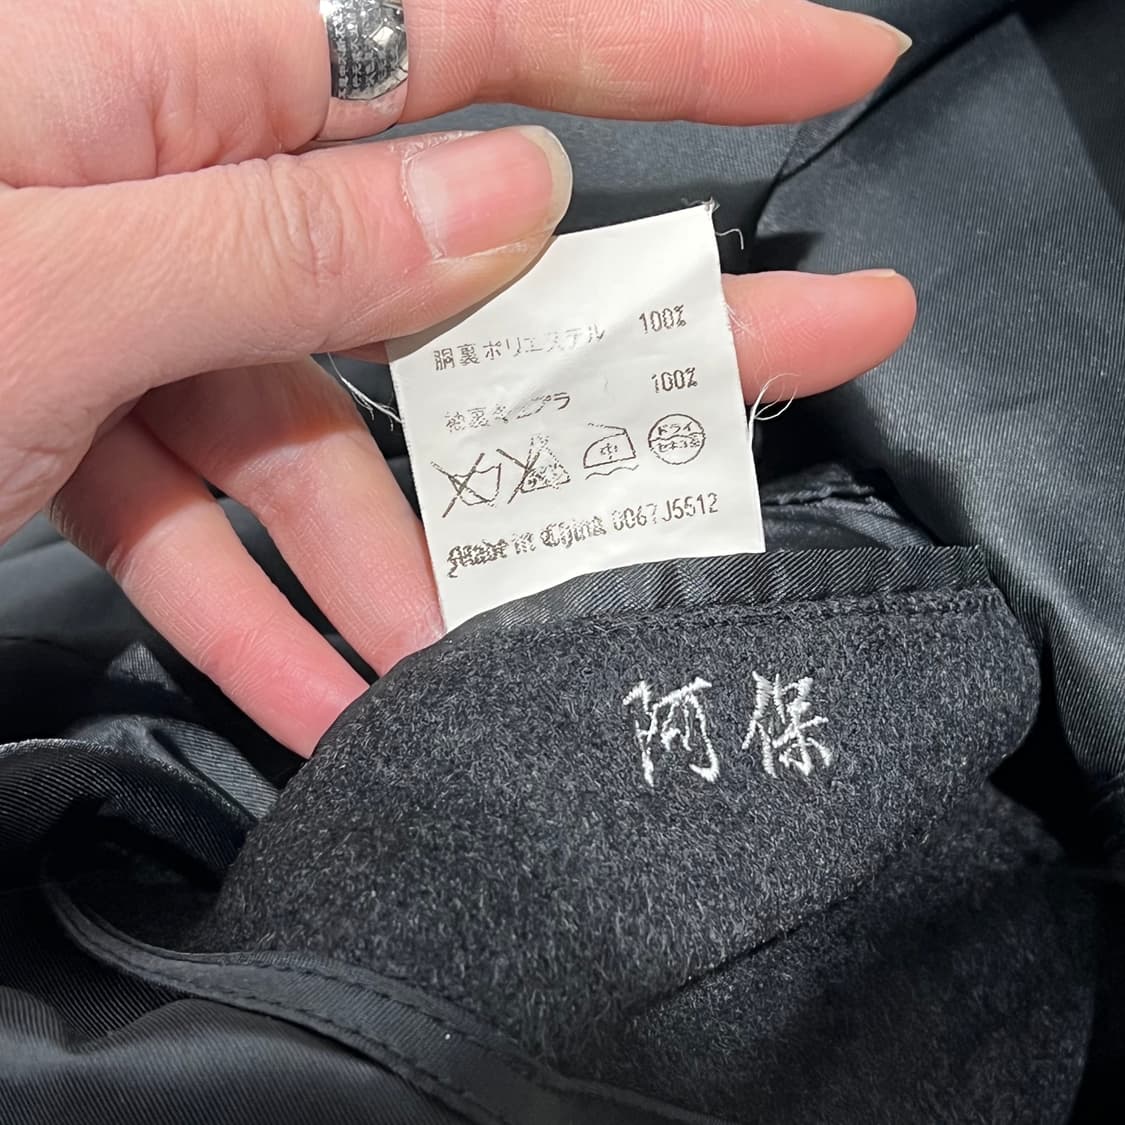 胴裏ポリエステル 100%
袖裏キュプラ 100%
中 ドライ セキユ系
Made in China 0067J5512
阿保